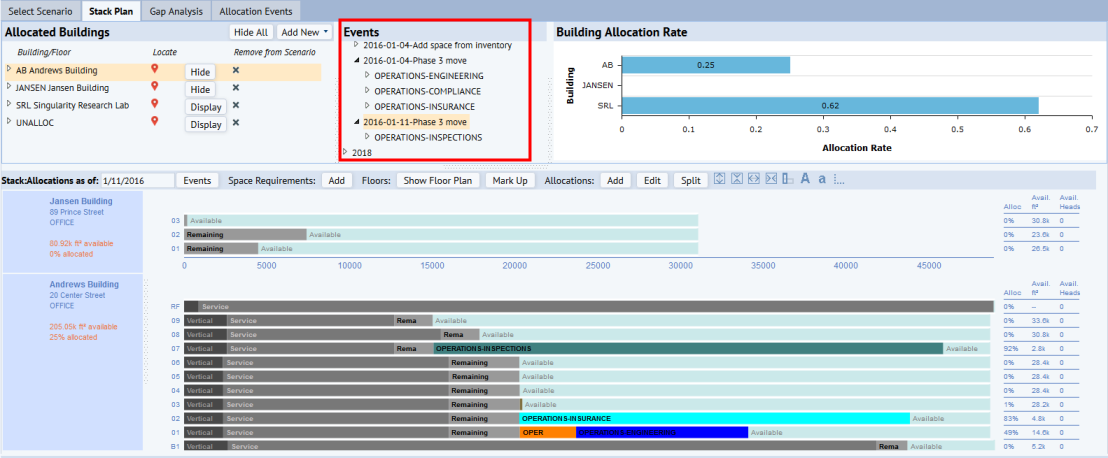 Select Scenario Stack Plan Gap Analysis Allocation Events
Allocated Buildings Hide All Add New
Building/Floor Locate Remove from Scenario
AB Andrews Building Hide
JANSEN Jansen Building Hide
SRL Singularity Research Lab Display
UNALLOC Display
Events
2016-01-04-Add space from inventory
2016-01-04-Phase 3 move
OPERATIONS-ENGINEERING
OPERATIONS-COMPLIANCE
OPERATIONS-INSURANCE
2016-01-11-Phase 3 move
OPERATIONS-INSPECTIONS
2018
Building Allocation Rate
Building
AB 0.25
JANSEN
SRL 0.62
0 0.1 0.2 0.3 0.4 0.5 0.6 0.7
Allocation Rate
Stack:Allocations as of: 1/11/2016 Events Space Requirements: Add Floors: Show Floor Plan Mark Up Allocations: Add Edit Split A a
Jansen Building
89 Prince Street
OFFICE
80.92k ft² available
0% allocated
Alloc Avail. ft² Avail. Heads
03 Available 0% 30.8k 0
02 Remaining Available 0% 23.6k 0
01 Remaining Available 0% 26.5k 0
0 5000 10000 15000 20000 25000 30000 35000 40000 45000
Andrews Building
20 Center Street
OFFICE
205.05k ft² available
25% allocated
Alloc Avail. ft² Avail. Heads
RF Service 0% -- 0
09 Vertical Service Rema Available 0% 33.6k 0
08 Vertical Service Rema Available 0% 30.8k 0
07 Vertical Service Rema OPERATIONS-INSPECTIONS Available 92% 2.8k 0
06 Vertical Service Remaining Available 0% 28.4k 0
05 Vertical Service Remaining Available 0% 28.4k 0
04 Vertical Service Remaining Available 0% 28.4k 0
03 Vertical Service Remaining Available 1% 28.2k 0
02 Vertical Service Remaining OPERATIONS-INSURANCE Available 83% 4.8k 0
01 Vertical Service Remaining OPER OPERATIONS-ENGINEERING Available 49% 14.6k 0
B1 Vertical Service Rema Available 0% 5.2k 0